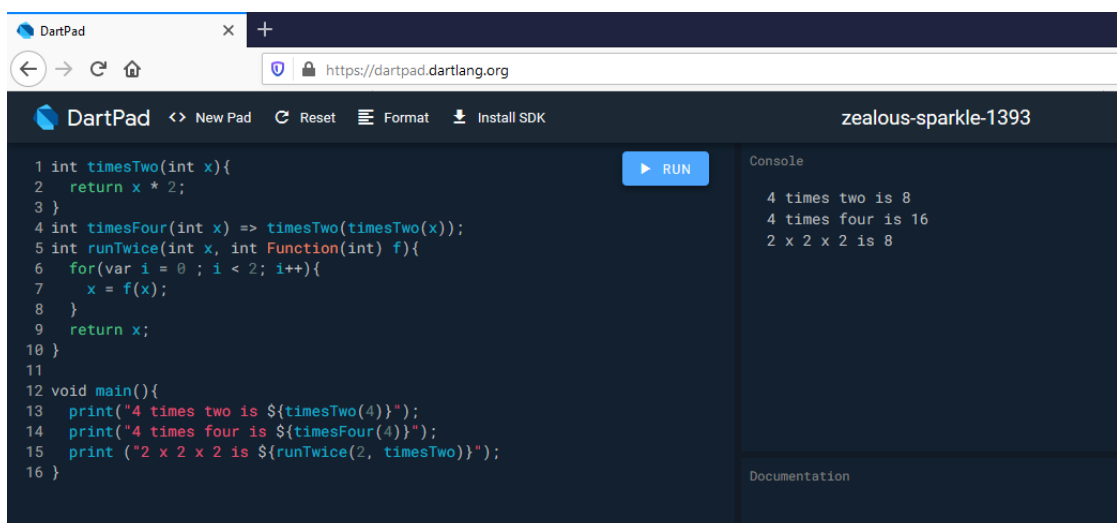 DartPad
https://dartpad.dartlang.org
DartPad <> New Pad Reset Format Install SDK zealous-sparkle-1393
1 int timesTwo(int x){
2   return x * 2;
3 }
4 int timesFour(int x) => timesTwo(timesTwo(x));
5 int runTwice(int x, int Function(int) f){
6   for(var i = 0 ; i < 2; i++){
7     x = f(x);
8   }
9   return x;
10 }
11
12 void main(){
13   print("4 times two is ${timesTwo(4)}");
14   print("4 times four is ${timesFour(4)}");
15   print ("2 x 2 x 2 is ${runTwice(2, timesTwo)}");
16 }
RUN
Console
4 times two is 8
4 times four is 16
2 x 2 x 2 is 8
Documentation